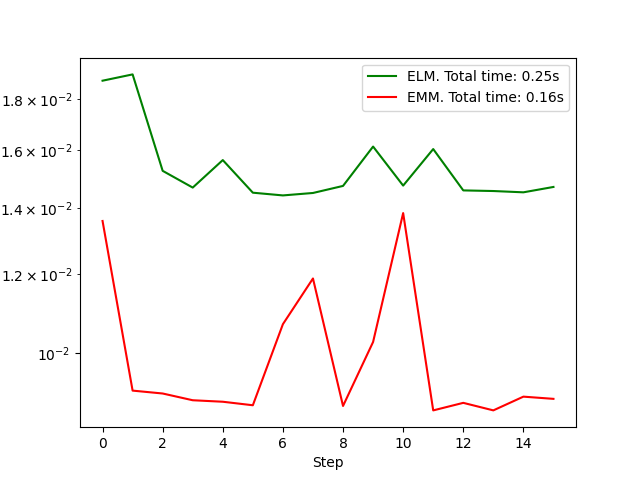 ELM. Total time: 0.25s
EMM. Total time: 0.16s
1.8 × 10⁻²
1.6 × 10⁻²
1.4 × 10⁻²
1.2 × 10⁻²
10⁻²
0 2 4 6 8 10 12 14
Step